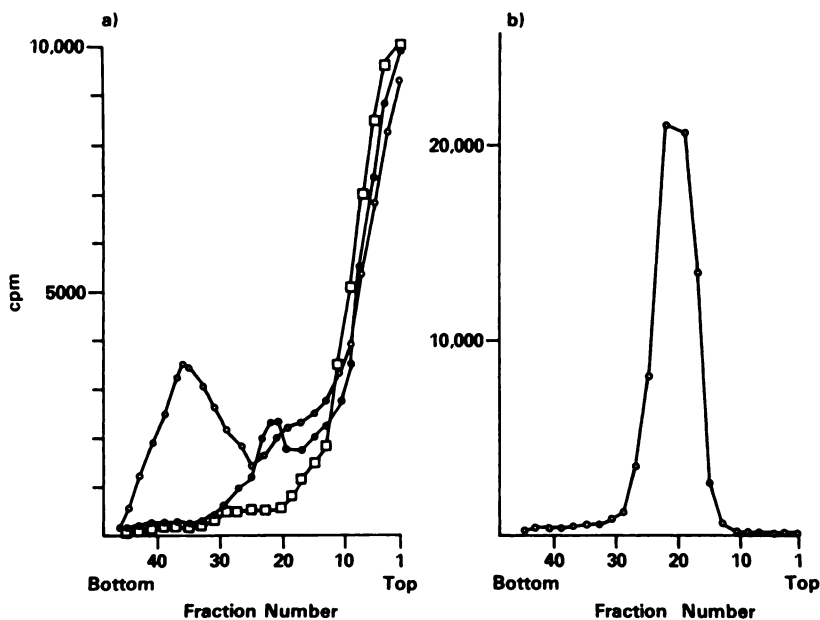 a)
10,000
5000
cpm
40 30 20 10 1
Bottom Top
Fraction Number
b)
20,000
10,000
40 30 20 10 1
Bottom Top
Fraction Number